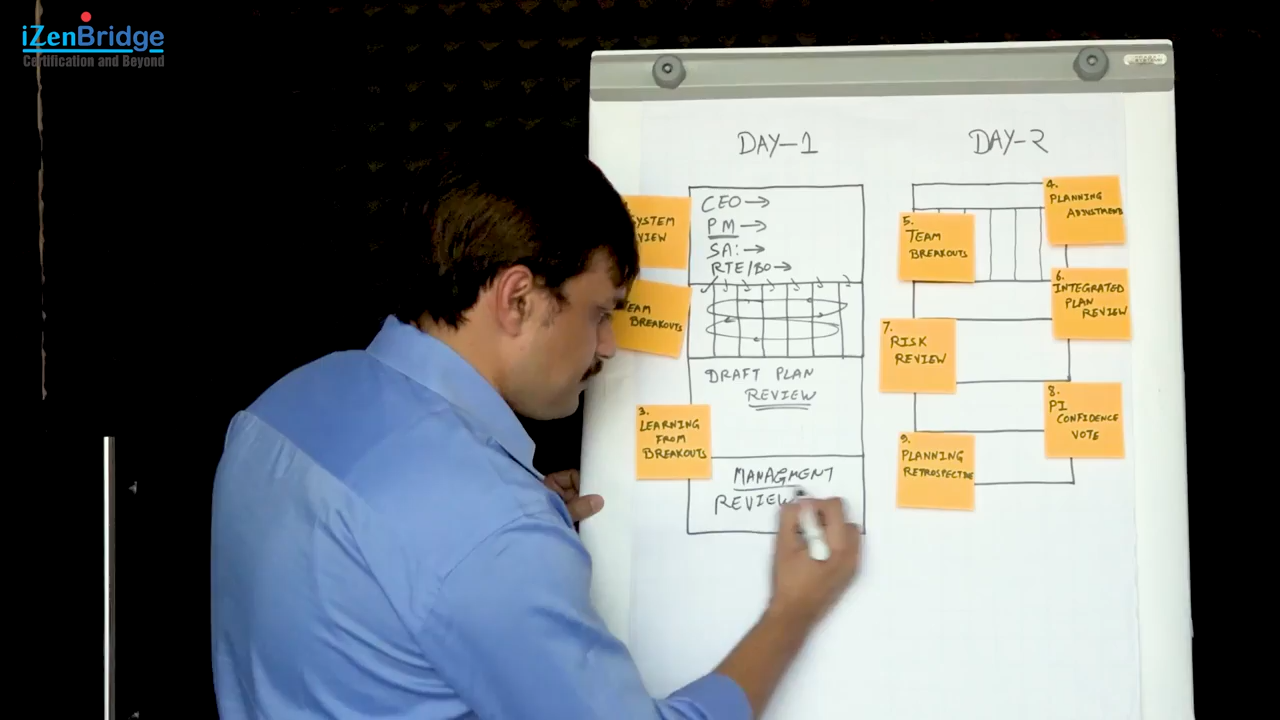 iZenBridge
Certification and Beyond
DAY-1
CEO→
PM→
SA:→
RTE/BO→
DRAFT PLAN
REVIEW
MANAGMENT
REVIEW
YSTEM
VIEW
EAM
BREAKOUTS
3.
LEARNING
FROM
BREAKOUTS
DAY-2
4.
PLANNING
ADJUSTMENT
5.
TEAM
BREAKOUTS
6.
INTEGRATED
PLAN
REVIEW
7.
RISK
REVIEW
8.
PI
CONFIDENCE
VOTE
9.
PLANNING
RETROSPECTIVE